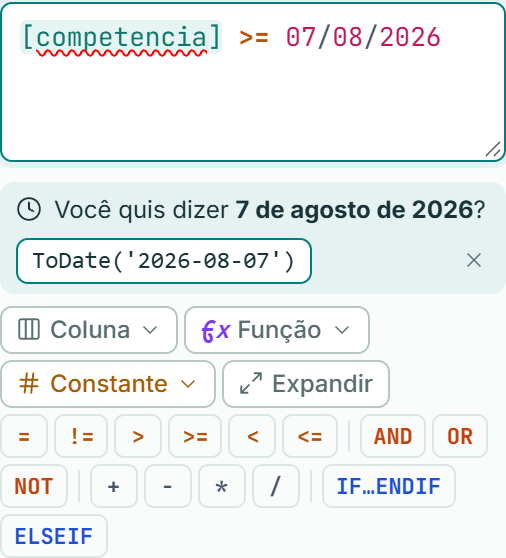 [competencia] >= 07/08/2026
Você quis dizer 7 de agosto de 2026?
ToDate('2026-08-07')
Coluna
fx Função
# Constante
Expandir
= != > >= < <= AND OR
NOT + - * / IF…ENDIF
ELSEIF